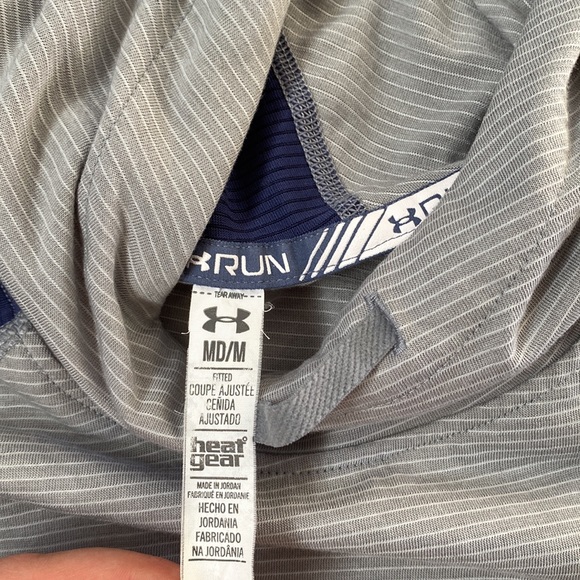 RUN
TEAR AWAY
MD/M
FITTED
COUPE AJUSTÉE
CEÑIDA
AJUSTADO
heat
gear
MADE IN JORDAN
FABRIQUÉ EN JORDANIE
HECHO EN
JORDANIA
FABRICADO
NA JORDÂNIA